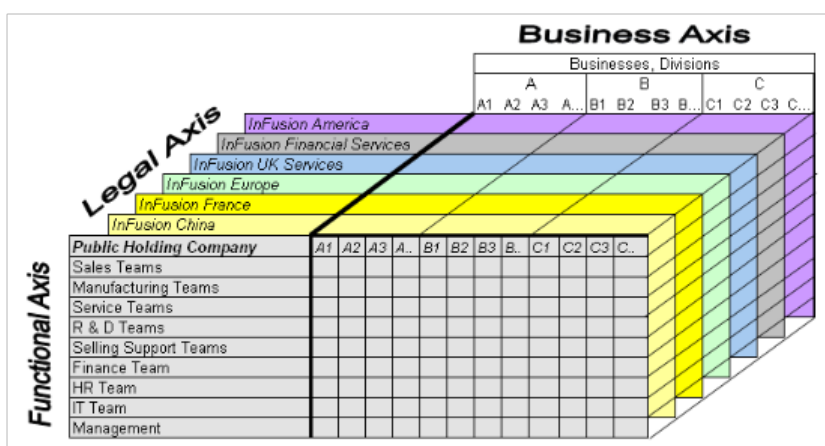 Business Axis
Businesses, Divisions
A B C
A1 A2 A3 A... B1 B2 B3 B... C1 C2 C3 C...
Legal Axis
InFusion America
InFusion Financial Services
InFusion UK Services
InFusion Europe
InFusion France
InFusion China
Public Holding Company A1 A2 A3 A.. B1 B2 B3 B.. C1 C2 C3 C..
Functional Axis
Sales Teams
Manufacturing Teams
Service Teams
R & D Teams
Selling Support Teams
Finance Team
HR Team
IT Team
Management